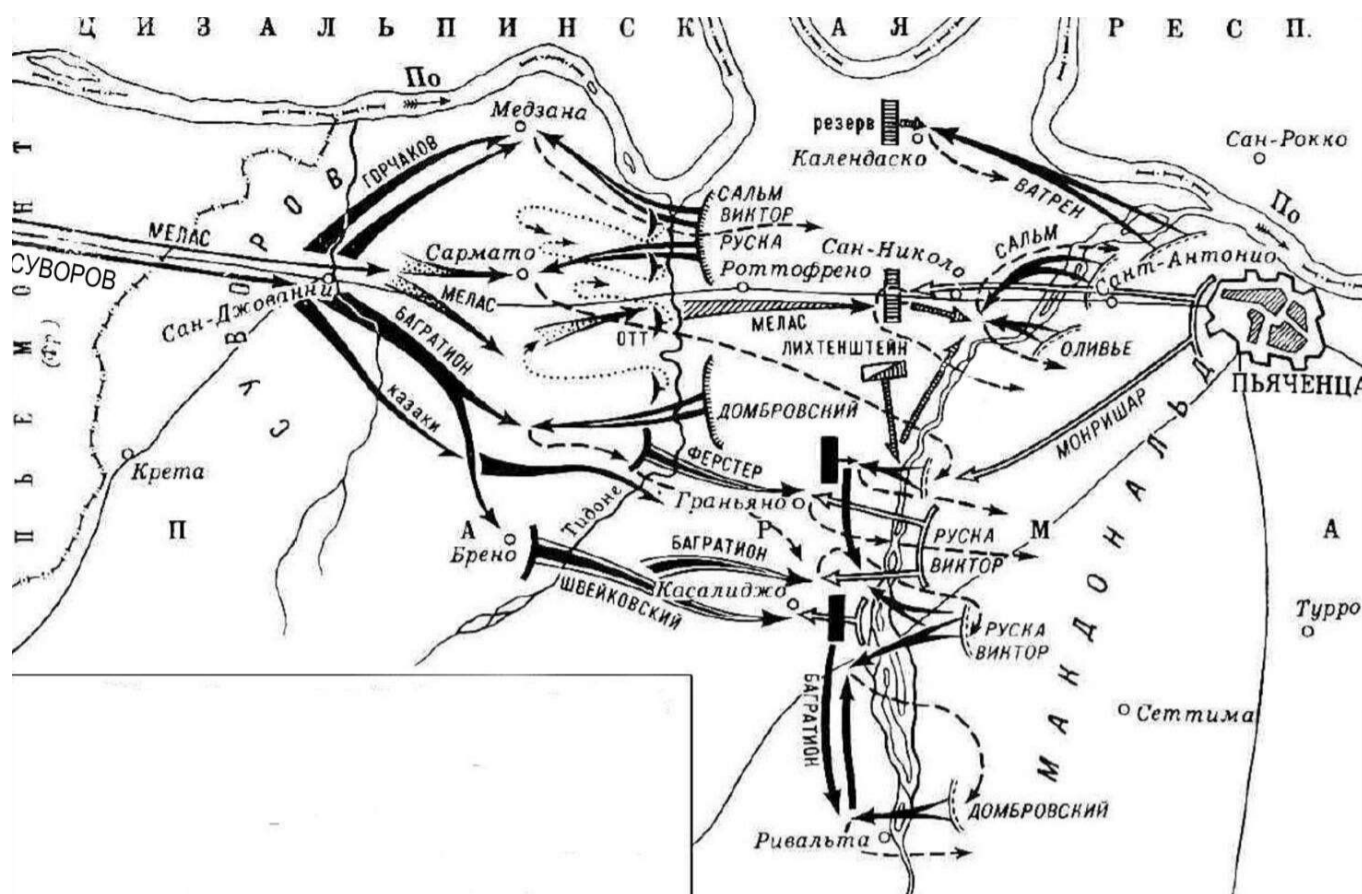 ЦИЗАЛЬПИНСКАЯ РЕСП.
По
Медзана
резерв
Календаско
Сан-Рокко
ПЬЕМОНТ
(Фр)
ГОРЧАКОВ
САЛЬМ
ВИКТОР
РУСКА
ВАТРЕН
По
МЕЛАС
СУВОРОВ
СУВОРОВ
Сармато
Роттофрено
Сан-Николо
САЛЬМ
Сант-Антонио
Сан-Джованни
МЕЛАС
ОТТ
МЕЛАС
ЛИХТЕНШТЕЙН
ОЛИВЬЕ
ПЬЯЧЕНЦА
БАГРАТИОН
Казаки
ДОМБРОВСКИЙ
МОНРИШАР
Крета
ФЕРСТЕР
Граньяно
ПАРМА
Тидоне
Брено
БАГРАТИОН
РУСКА
ВИКТОР
ШВЕЙКОВСКИЙ
Касалиджо
РУСКА
ВИКТОР
Турро
МАКДОНАЛЬД
БАГРАТИОН
Сеттима
ДОМБРОВСКИЙ
Ривальта